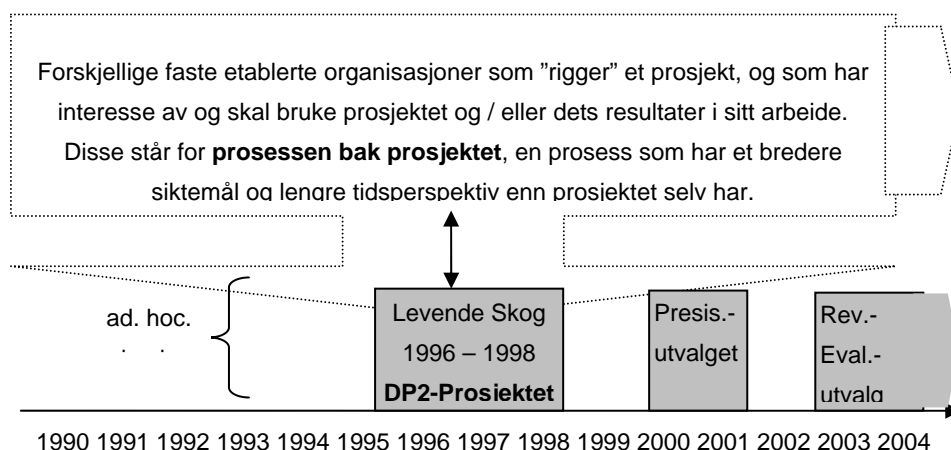 Forskjellige faste etablerte organisasjoner som ”rigger” et prosjekt, og som har
interesse av og skal bruke prosjektet og / eller dets resultater i sitt arbeide.
Disse står for prosessen bak prosjektet, en prosess som har et bredere
siktemål og lengre tidsperspektiv enn prosjektet selv har.
ad. hoc.
Levende Skog
1996 – 1998
DP2-Prosjektet
Presis.-
utvalget
Rev.-
Eval.-
utvalg
1990 1991 1992 1993 1994 1995 1996 1997 1998 1999 2000 2001 2002 2003 2004